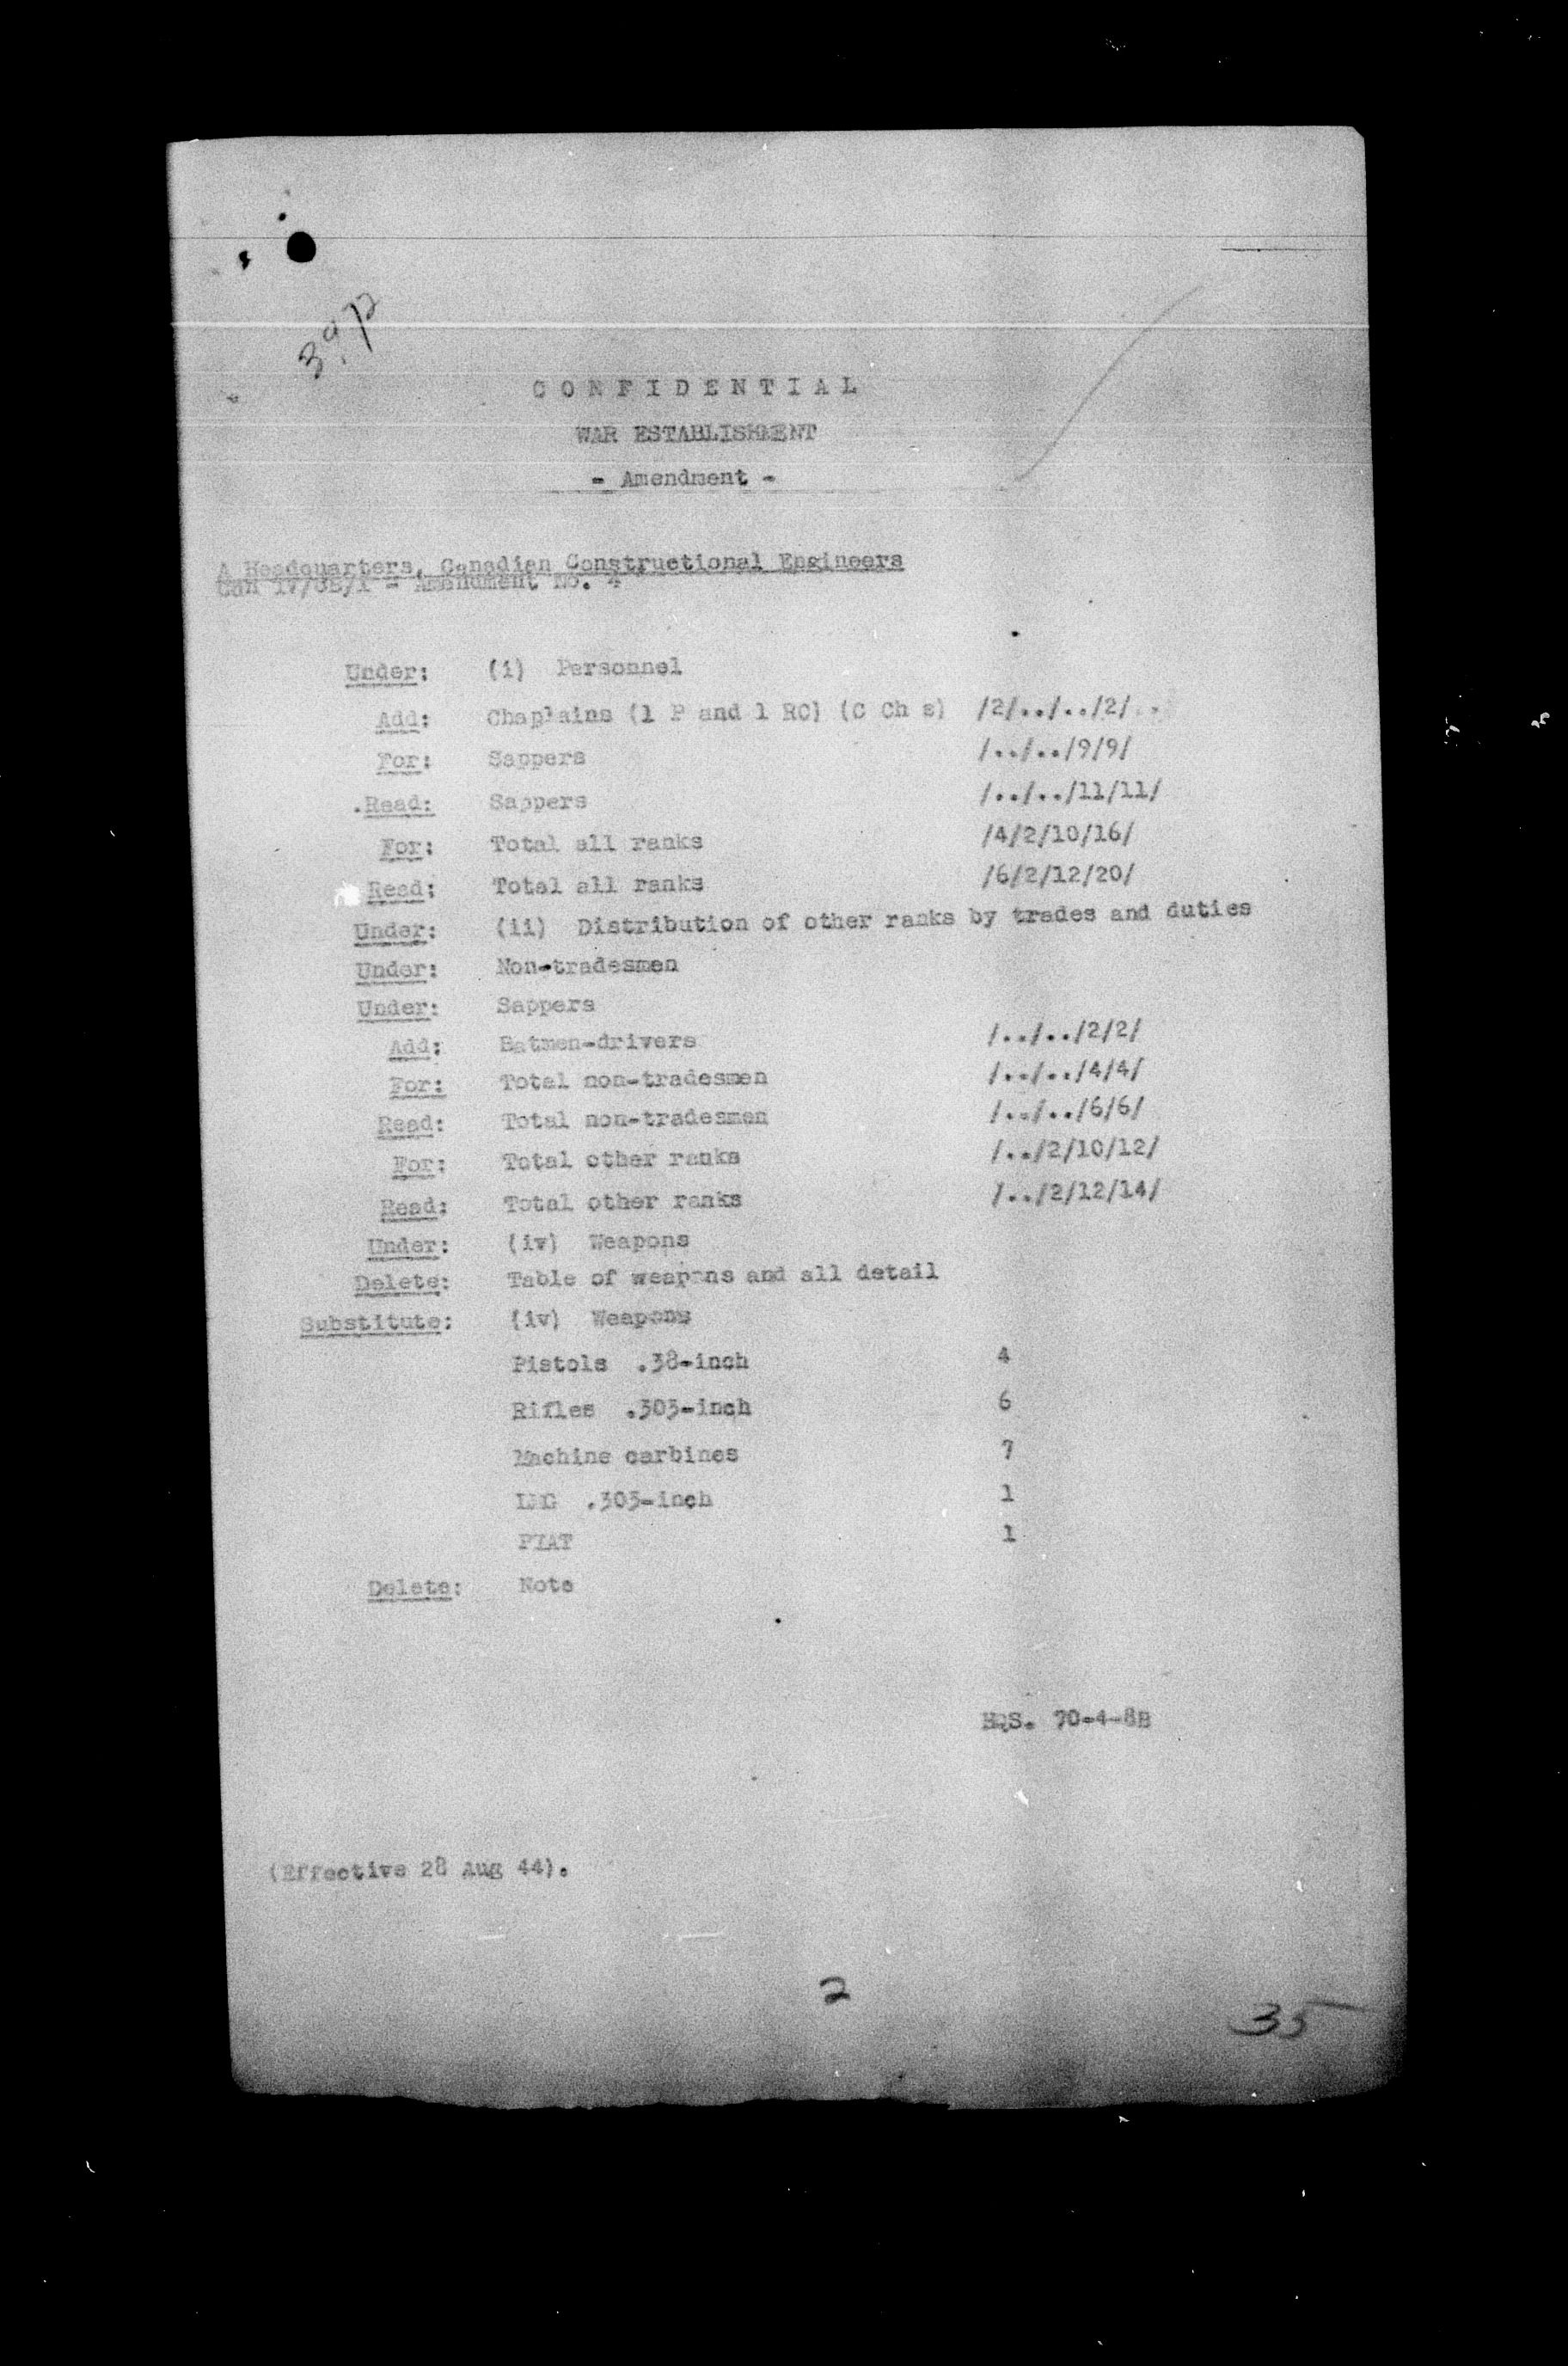 C O N F I D E N T I A L
WAR ESTABLISHMENT
- Amendment -
A Headquarters, Canadian Constructional Engineers
Amendment No. 4
Under: (i) Personnel
Add: Chaplains (1 P and 1 RC) (C Ch s) /2/../../2/
For: Sappers /../../9/9/
.Read: Sappers /../../11/11/
For: Total all ranks /4/2/10/16/
Read: Total all ranks /6/2/12/20/
Under: (ii) Distribution of other ranks by trades and duties
Under: Non-tradesmen
Under: Sappers
Add: Batmen-drivers /../../2/2/
For: Total non-tradesmen /../../4/4/
Read: Total non-tradesmen /../../6/6/
For: Total other ranks /../2/10/12/
Read: Total other ranks /../2/12/14/
Under: (iv) Weapons
Delete: Table of weapons and all detail
Substitute: (iv) Weapons
Pistols .38-inch 4
Rifles .303-inch 6
Machine carbines 7
LMG .303-inch 1
PIAT 1
Delete: Note
HQS. 70-4-8B
(Effective 28 Aug 44).
2
35